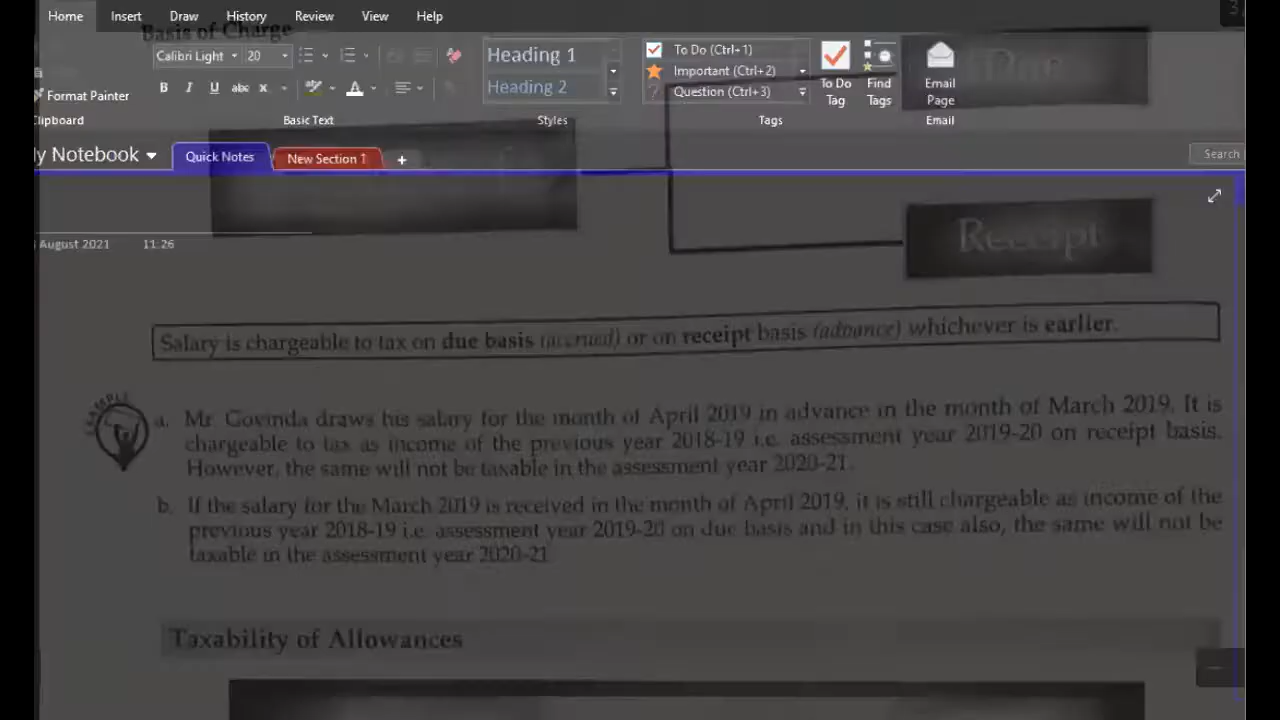 Home Insert Draw History Review View Help
Basis of Charge
Calibri Light 20
Heading 1
To Do (Ctrl+1)
Important (Ctrl+2)
Heading 2
Format Painter
B I U abc x A
Question (Ctrl+3)
To Do Tag
Find Tags
Email Page
Clipboard Basic Text Styles Tags Email
y Notebook Quick Notes New Section 1 +
Search
August 2021 11:26
Receipt
Salary is chargeable to tax on due basis (accrued) or on receipt basis (advance) whichever is earlier.
EXAMPLE
a. Mr. Govinda draws his salary for the month of April 2019 in advance in the month of March 2019. It is
chargeable to tax as income of the previous year 2018-19 i.e. assessment year 2019-20 on receipt basis.
However, the same will not be taxable in the assessment year 2020-21.
b. If the salary for the March 2019 is received in the month of April 2019, it is still chargeable as income of the
previous year 2018-19 i.e. assessment year 2019-20 on due basis and in this case also, the same will not be
taxable in the assessment year 2020-21
Taxability of Allowances